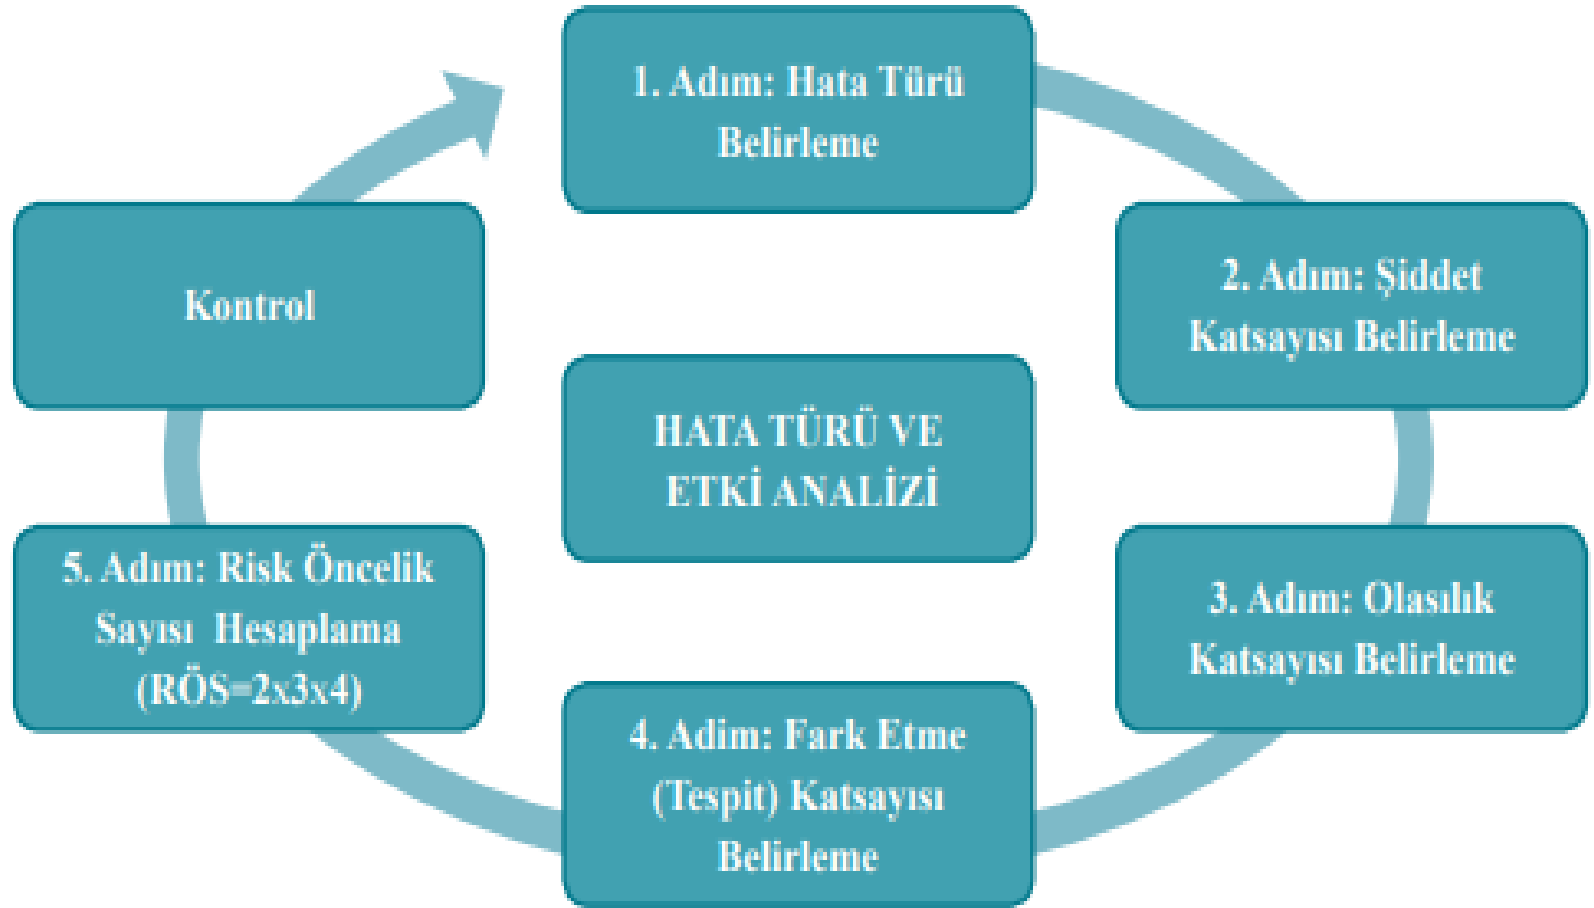 1. Adım: Hata Türü
Belirleme
2. Adım: Şiddet
Katsayısı Belirleme
3. Adım: Olasılık
Katsayısı Belirleme
4. Adim: Fark Etme
(Tespit) Katsayısı
Belirleme
5. Adım: Risk Öncelik
Sayısı Hesaplama
(RÖS=2x3x4)
Kontrol
HATA TÜRÜ VE
ETKİ ANALİZİ